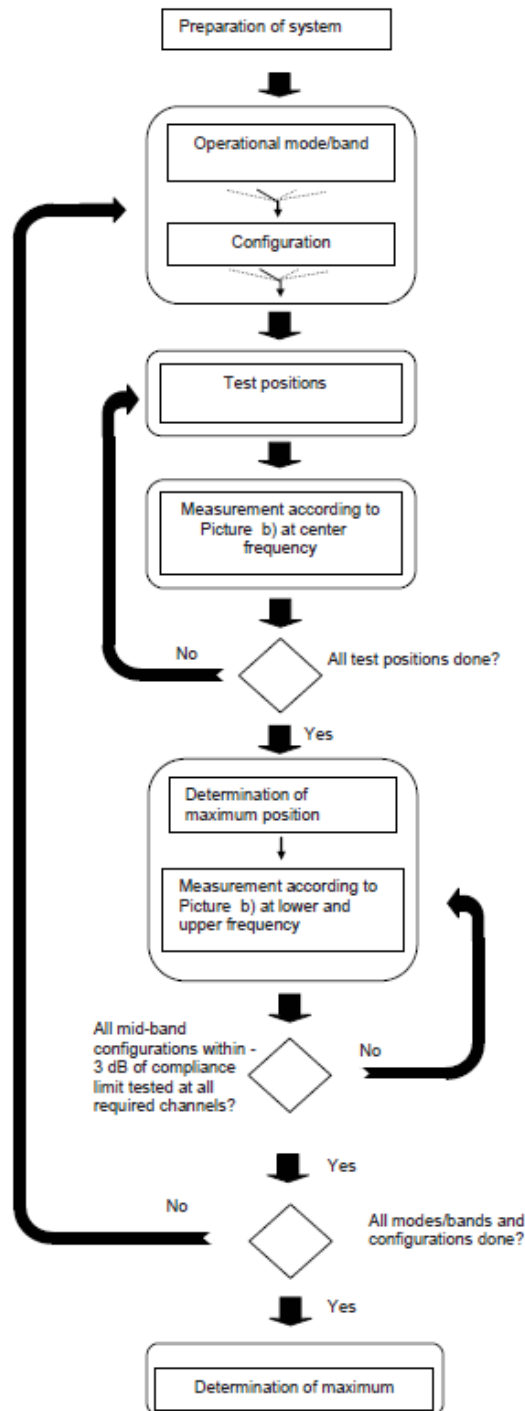 Preparation of system
Operational mode/band
Configuration
Test positions
Measurement according to
Picture b) at center
frequency
No
All test positions done?
Yes
Determination of
maximum position
Measurement according to
Picture b) at lower and
upper frequency
All mid-band
configurations within -
3 dB of compliance
limit tested at all
required channels?
No
Yes
No
All modes/bands and
configurations done?
Yes
Determination of maximum